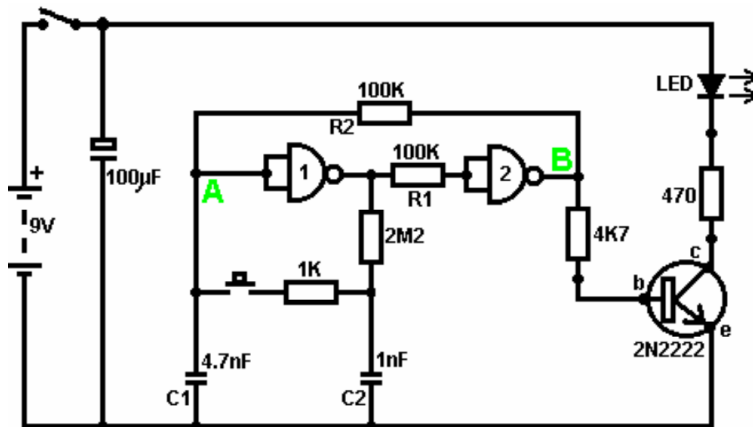 LED
100K
R2
B
100K
1
2
+
100µF
A
R1
470
9V
2M2
4K7
c
1K
b
e
4.7nF
1nF
2N2222
C1
C2